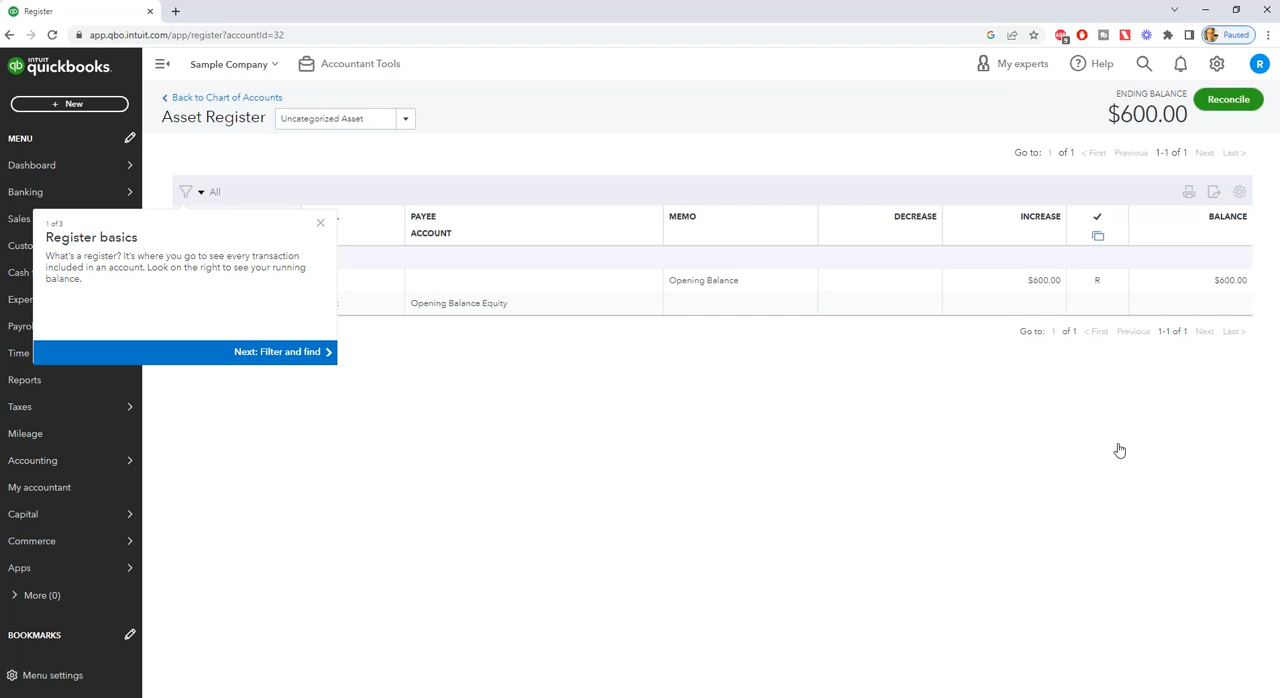 Register
app.qbo.intuit.com/app/register?accountId=32
9
Paused
INTUIT
quickbooks.
Sample Company
Accountant Tools
My experts
Help
R
+ New
MENU
Dashboard
Banking
Sales
Custo
Cash f
Exper
Payrol
Time
Reports
Taxes
Mileage
Accounting
My accountant
Capital
Commerce
Apps
More (0)
BOOKMARKS
Menu settings
Back to Chart of Accounts
Asset Register
Uncategorized Asset
ENDING BALANCE
$600.00
Reconcile
Go to: 1 of 1 < First Previous 1-1 of 1 Next Last >
All
PAYEE
ACCOUNT
MEMO
DECREASE
INCREASE
BALANCE
Opening Balance
$600.00
R
$600.00
Opening Balance Equity
Go to: 1 of 1 < First Previous 1-1 of 1 Next Last >
1 of 3
Register basics
What's a register? It's where you go to see every transaction
included in an account. Look on the right to see your running
balance.
Next: Filter and find